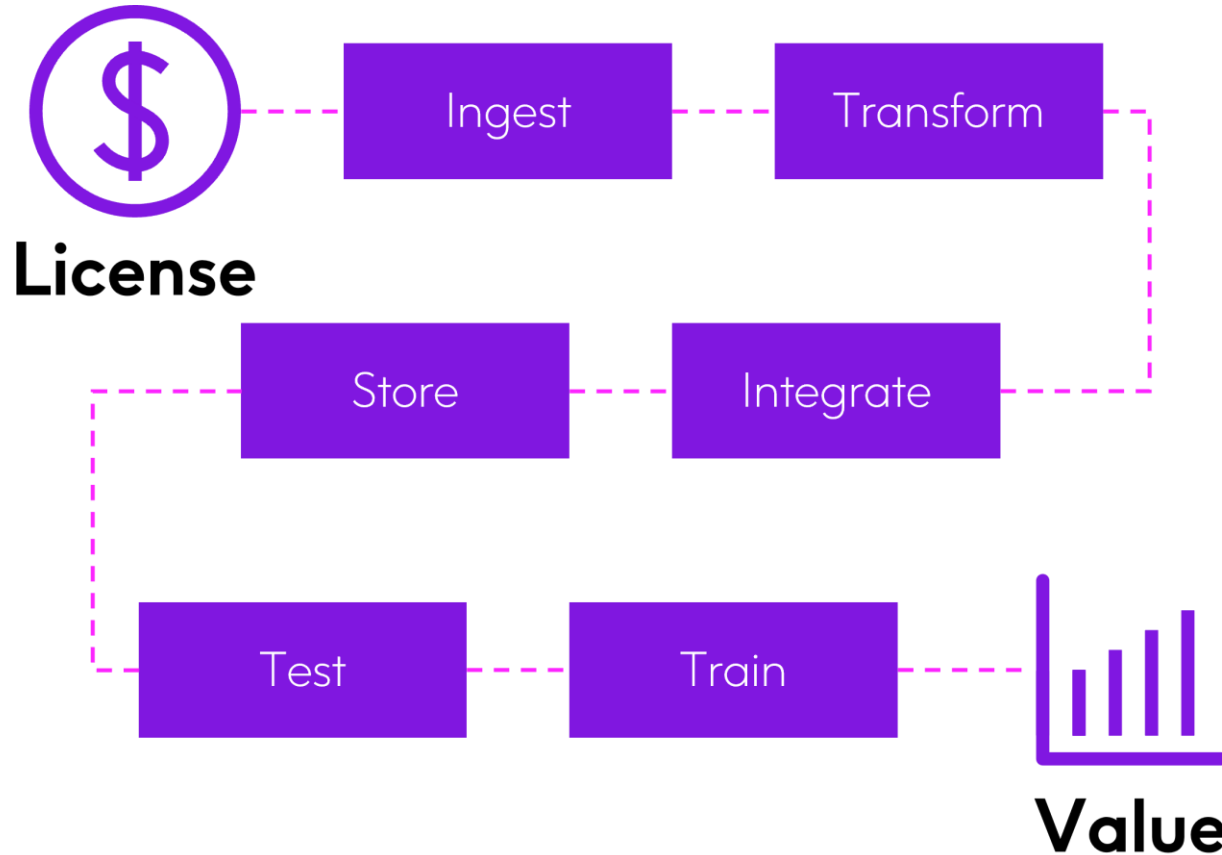 Ingest
Transform
License
Store
Integrate
Test
Train
Value